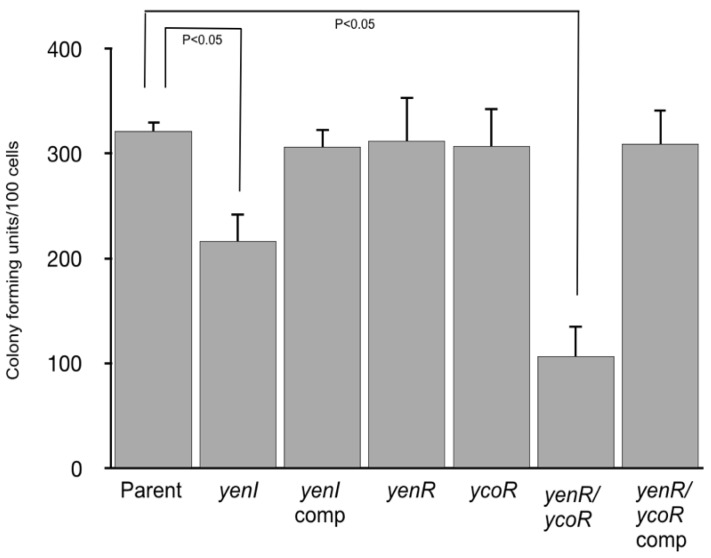 P<0.05
P<0.05
400
300
200
100
0
Colony forming units/100 cells
Parent
yenI
yenI
comp
yenR
ycoR
yenR/
ycoR
yenR/
ycoR
comp